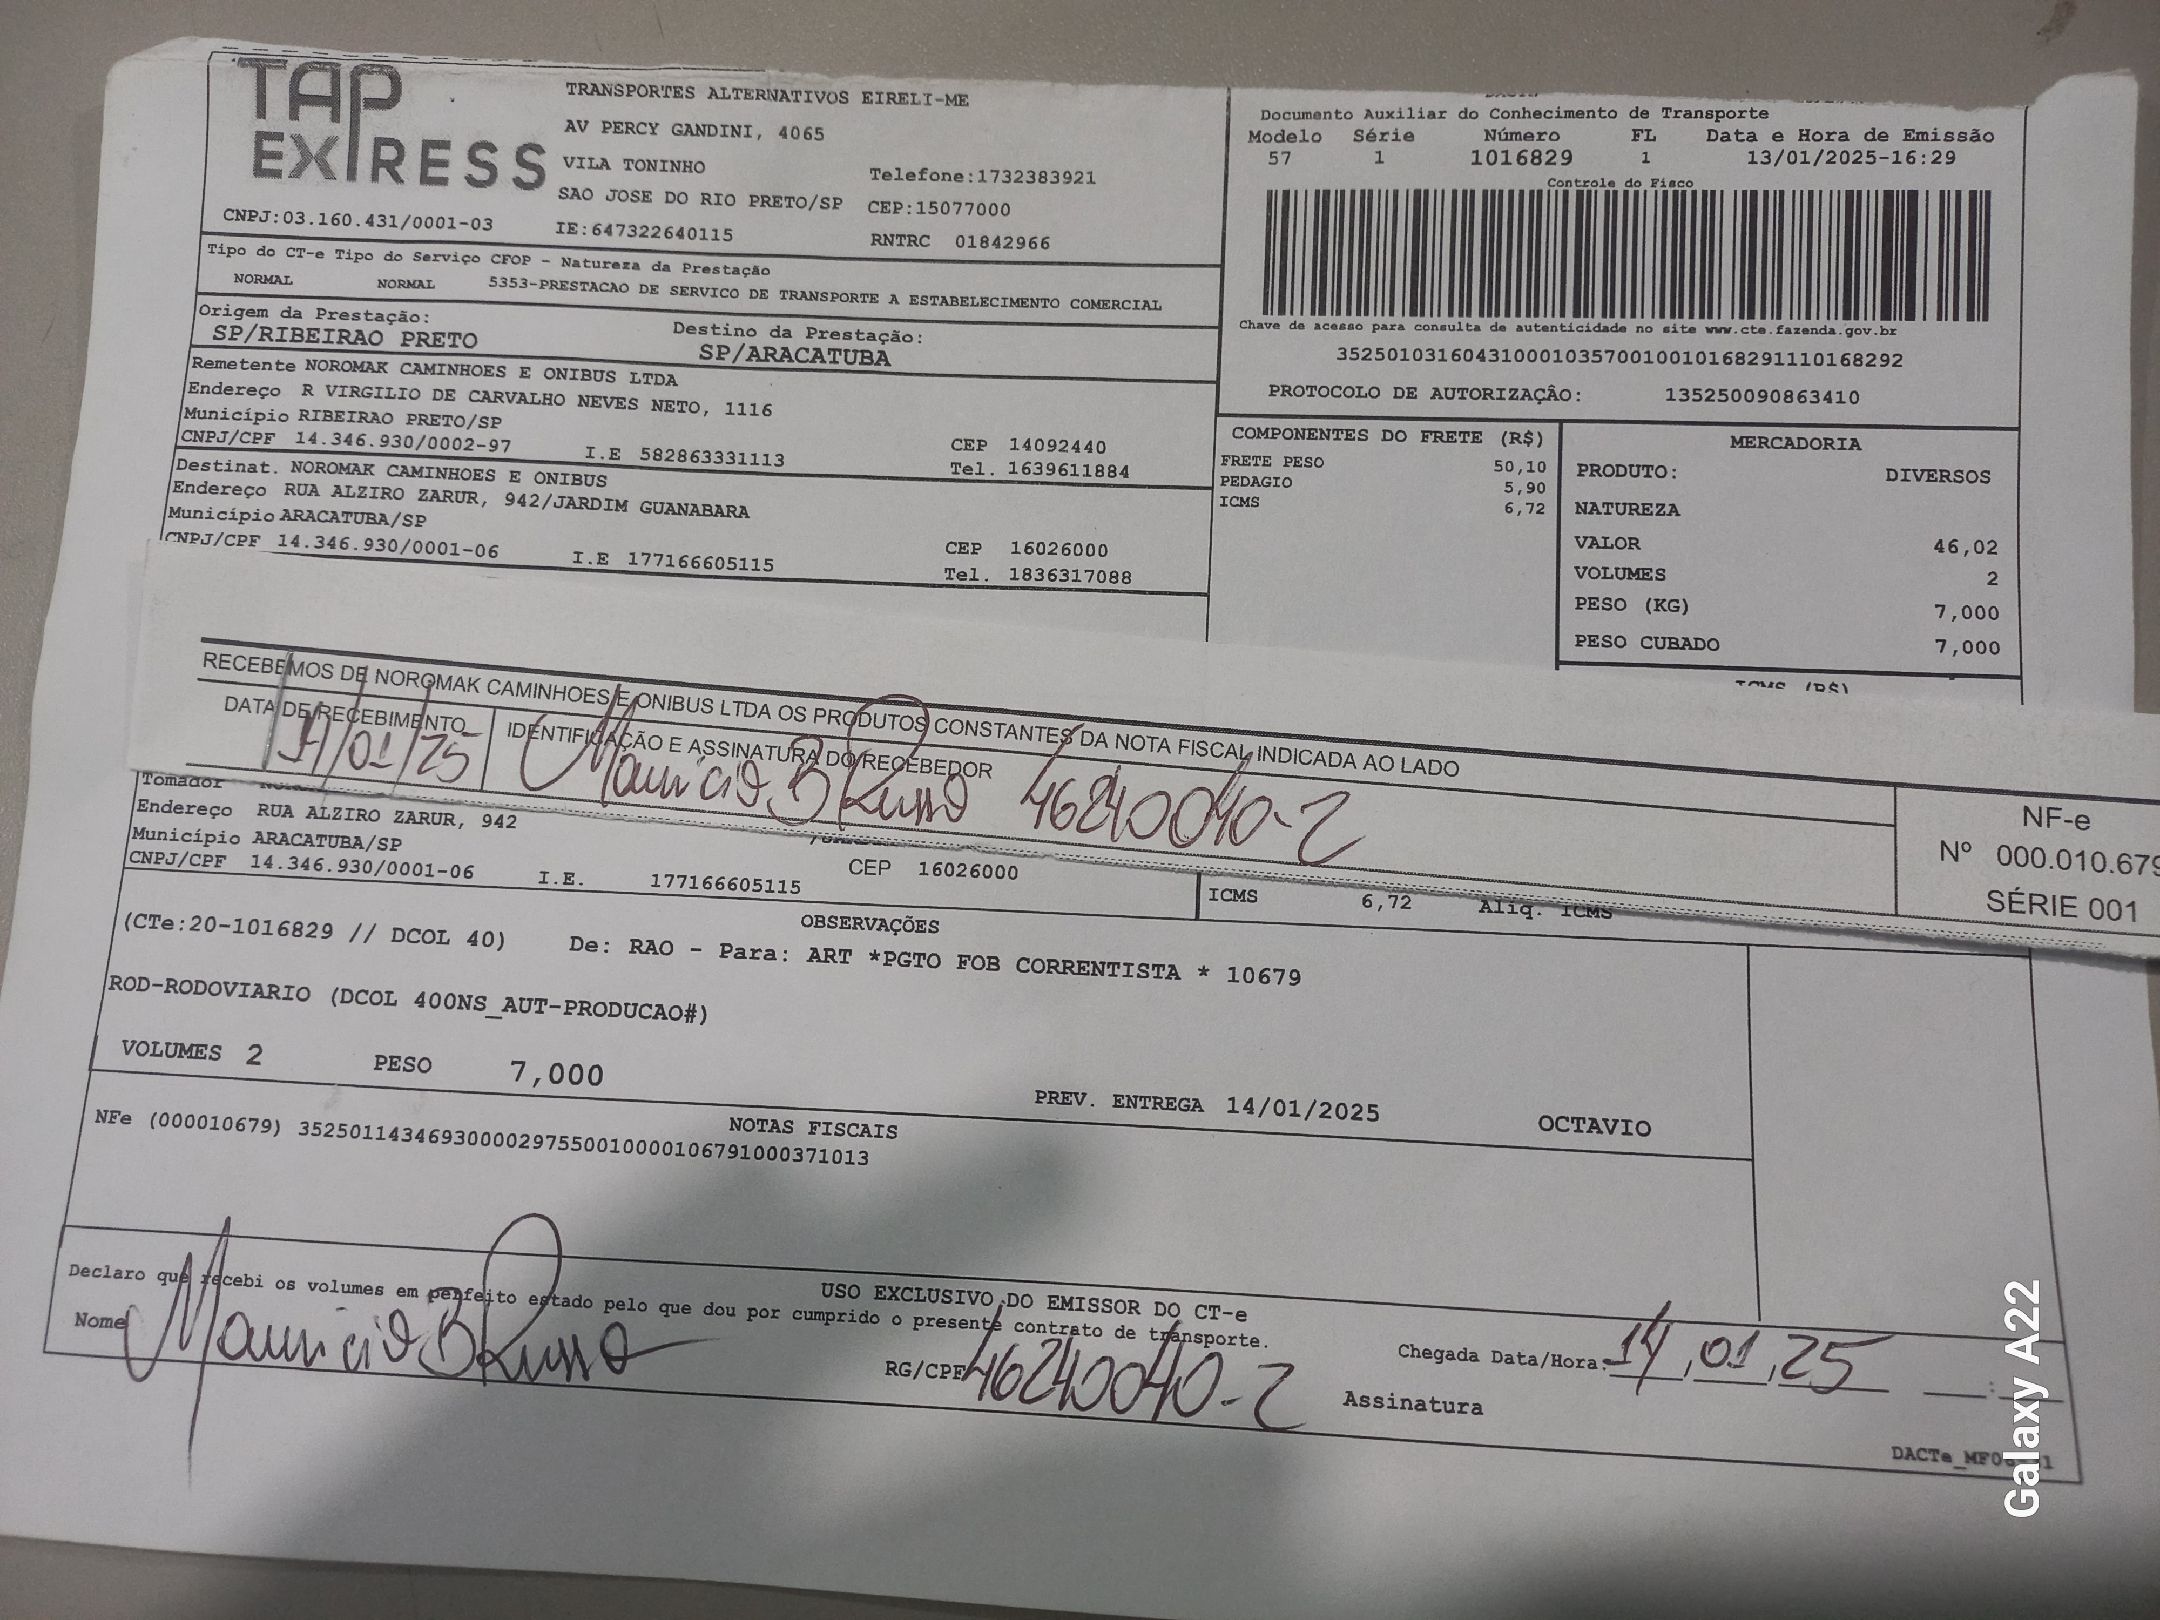 TAP EXPRESS
TRANSPORTES ALTERNATIVOS EIRELI-ME
AV PERCY GANDINI, 4065
VILA TONINHO
Telefone:1732383921
SAO JOSE DO RIO PRETO/SP CEP:15077000
CNPJ:03.160.431/0001-03 IE:647322640115 RNTRC 01842966
Tipo do CT-e Tipo do Serviço CFOP - Natureza da Prestação
NORMAL NORMAL 5353-PRESTACAO DE SERVICO DE TRANSPORTE A ESTABELECIMENTO COMERCIAL
Origem da Prestação: Destino da Prestação:
SP/RIBEIRAO PRETO SP/ARACATUBA
Remetente NOROMAK CAMINHOES E ONIBUS LTDA
Endereço R VIRGILIO DE CARVALHO NEVES NETO, 1116
Município RIBEIRAO PRETO/SP CEP 14092440
CNPJ/CPF 14.346.930/0002-97 I.E 582863331113 Tel. 1639611884
Destinat. NOROMAK CAMINHOES E ONIBUS
Endereço RUA ALZIRO ZARUR, 942/JARDIM GUANABARA
Município ARACATUBA/SP CEP 16026000
CNPJ/CPF 14.346.930/0001-06 I.E 177166605115 Tel. 1836317088
Documento Auxiliar do Conhecimento de Transporte
Modelo Série Número FL Data e Hora de Emissão
57 1 1016829 1 13/01/2025-16:29
Controle do Fisco
Chave de acesso para consulta de autenticidade no site www.cte.fazenda.gov.br
35250103160431000103570010010168291110168292
PROTOCOLO DE AUTORIZAÇÂO: 135250090863410
COMPONENTES DO FRETE (R$)
FRETE PESO 50,10
PEDAGIO 5,90
ICMS 6,72
MERCADORIA
PRODUTO: DIVERSOS
NATUREZA
VALOR 46,02
VOLUMES 2
PESO (KG) 7,000
PESO CUBADO 7,000
ICMS (R$)
RECEBEMOS DE NOROMAK CAMINHOES E ONIBUS LTDA OS PRODUTOS CONSTANTES DA NOTA FISCAL INDICADA AO LADO
DATA DE RECEBIMENTO IDENTIFICAÇÃO E ASSINATURA DO RECEBEDOR
14/01/25 Mauricio B Russo 46240040-2
NF-e
Nº 000.010.679
SÉRIE 001
Tomador
Endereço RUA ALZIRO ZARUR, 942
Município ARACATUBA/SP CEP 16026000
CNPJ/CPF 14.346.930/0001-06 I.E. 177166605115
ICMS 6,72 Aliq. ICMS
OBSERVAÇÕES
(CTe:20-1016829 // DCOL 40) De: RAO - Para: ART *PGTO FOB CORRENTISTA * 10679
ROD-RODOVIARIO (DCOL 400NS_AUT-PRODUCAO#)
VOLUMES 2 PESO 7,000
PREV. ENTREGA 14/01/2025 OCTAVIO
NOTAS FISCAIS
NFe (000010679) 35250114346930000297550010000106791000371013
USO EXCLUSIVO DO EMISSOR DO CT-e
Declaro que recebi os volumes em perfeito estado pelo que dou por cumprido o presente contrato de transporte.
Nome Mauricio B Russo RG/CPF 46240040-2
Chegada Data/Hora: 14,01,25 :
Assinatura
Galaxy A22